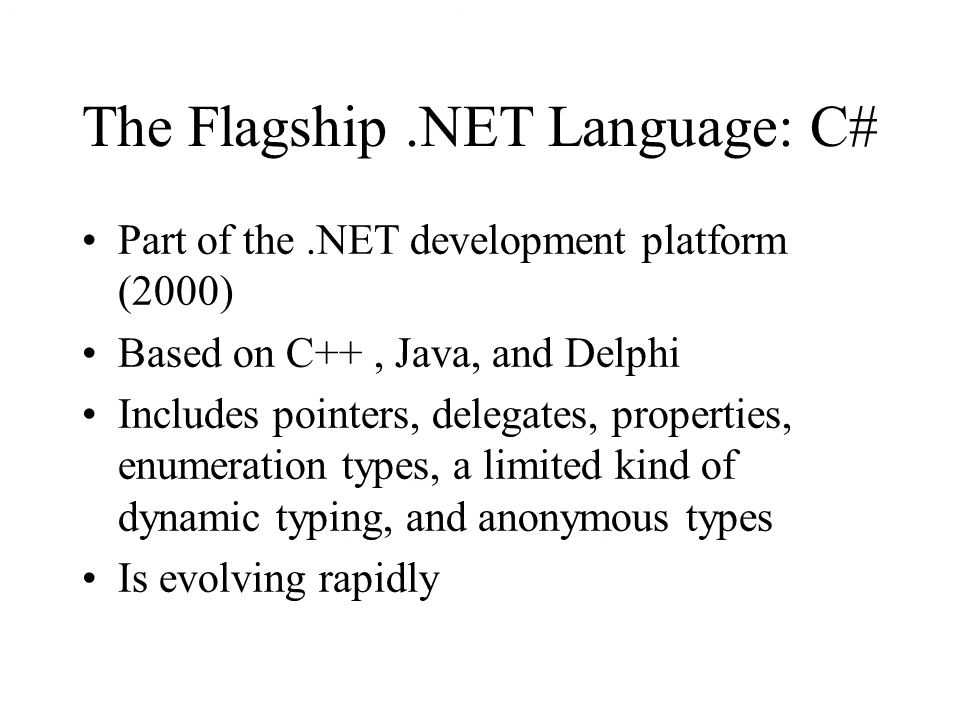 The Flagship .NET Language: C#
• Part of the .NET development platform
(2000)
• Based on C++ , Java, and Delphi
• Includes pointers, delegates, properties,
enumeration types, a limited kind of
dynamic typing, and anonymous types
• Is evolving rapidly